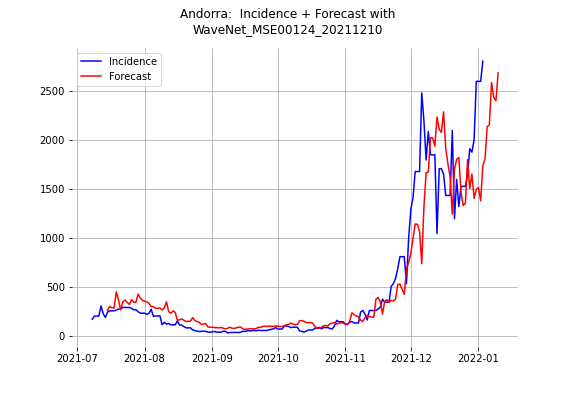 Andorra:  Incidence + Forecast with
WaveNet_MSE00124_20211210
Incidence
Forecast
2500
2000
1500
1000
500
0
2021-07 2021-08 2021-09 2021-10 2021-11 2021-12 2022-01